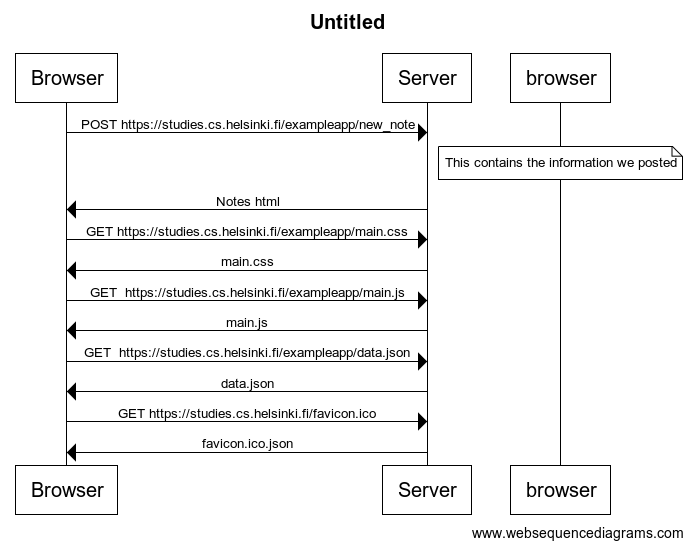 Untitled
Browser
Server
browser
POST https://studies.cs.helsinki.fi/exampleapp/new_note
This contains the information we posted
Notes html
GET https://studies.cs.helsinki.fi/exampleapp/main.css
main.css
GET  https://studies.cs.helsinki.fi/exampleapp/main.js
main.js
GET  https://studies.cs.helsinki.fi/exampleapp/data.json
data.json
GET https://studies.cs.helsinki.fi/favicon.ico
favicon.ico.json
Browser
Server
browser
www.websequencediagrams.com